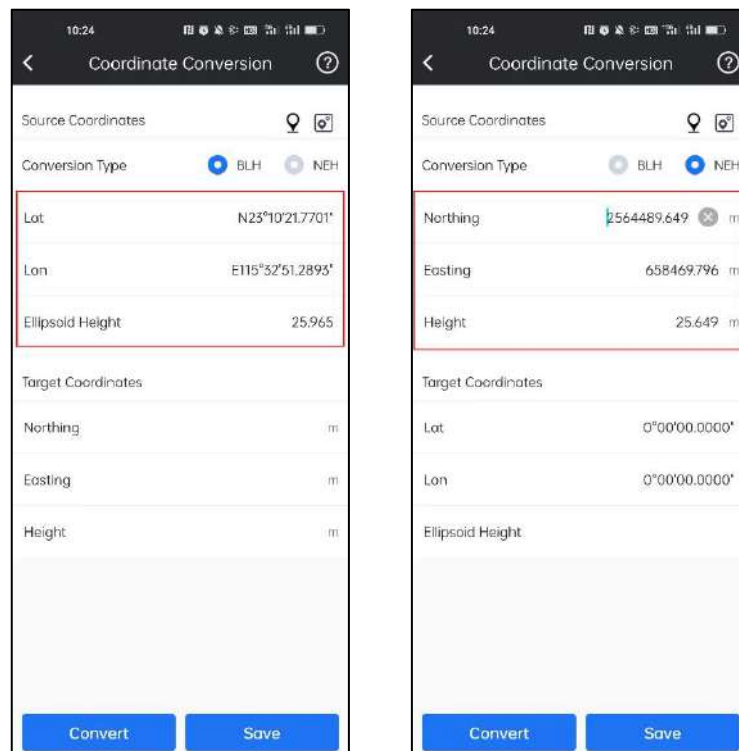 10:24
Coordinate Conversion
Source Coordinates
Conversion Type BLH NEH
Lat N23°10'21.7701"
Lon E115°32'51.2893"
Ellipsoid Height 25.965
Target Coordinates
Northing m
Easting m
Height m
Convert Save
10:24
Coordinate Conversion
Source Coordinates
Conversion Type BLH NEH
Northing 2564489.649 m
Easting 658469.796 m
Height 25.649 m
Target Coordinates
Lat 0°00'00.0000"
Lon 0°00'00.0000"
Ellipsoid Height
Convert Save